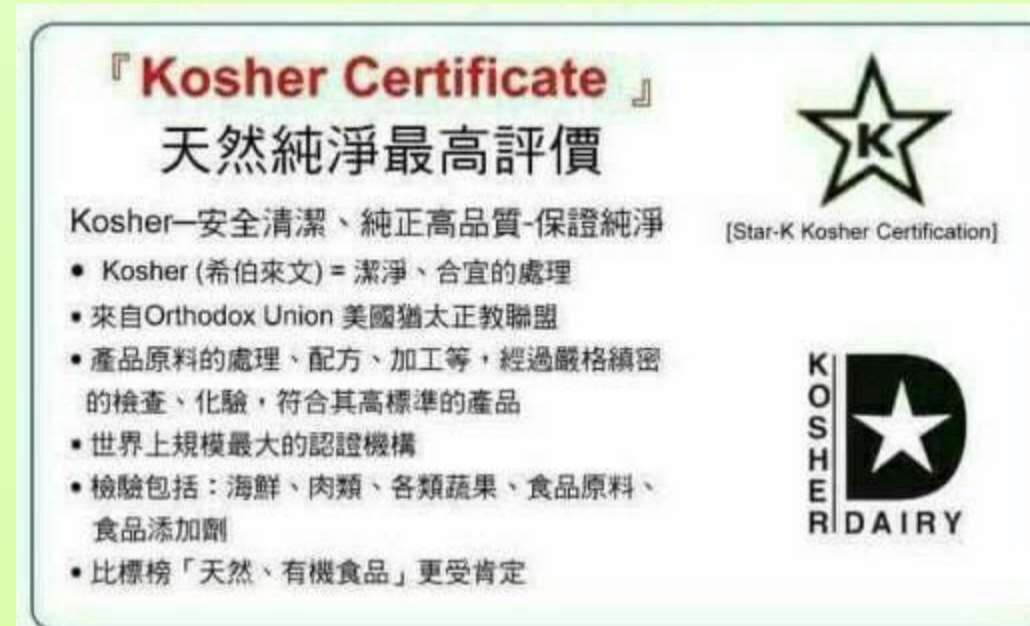 『Kosher Certificate』
天然純淨最高評價
Kosher─安全清潔、純正高品質-保證純淨
• Kosher (希伯來文) = 潔淨、合宜的處理
• 來自Orthodox Union 美國猶太正教聯盟
• 產品原料的處理、配方、加工等，經過嚴格縝密
的檢查、化驗，符合其高標準的產品
• 世界上規模最大的認證機構
• 檢驗包括：海鮮、肉類、各類蔬果、食品原料、
食品添加劑
• 比標榜「天然、有機食品」更受肯定
K
[Star-K Kosher Certification]
KOSHER
D
DAIRY